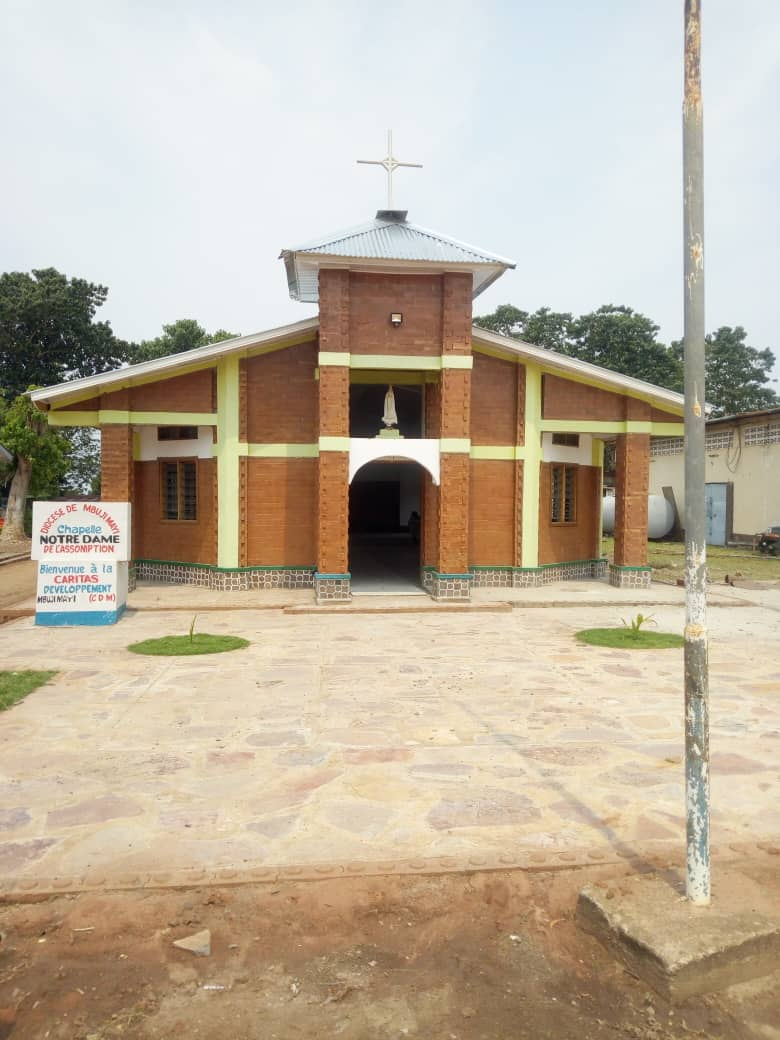 DIOCESE DE MBUJIMAYI
Chapelle
NOTRE DAME
DE L'ASSOMPTION
Bienvenue à la
CARITAS
DEVELOPPEMENT
MBUJIMAYI (CDM)